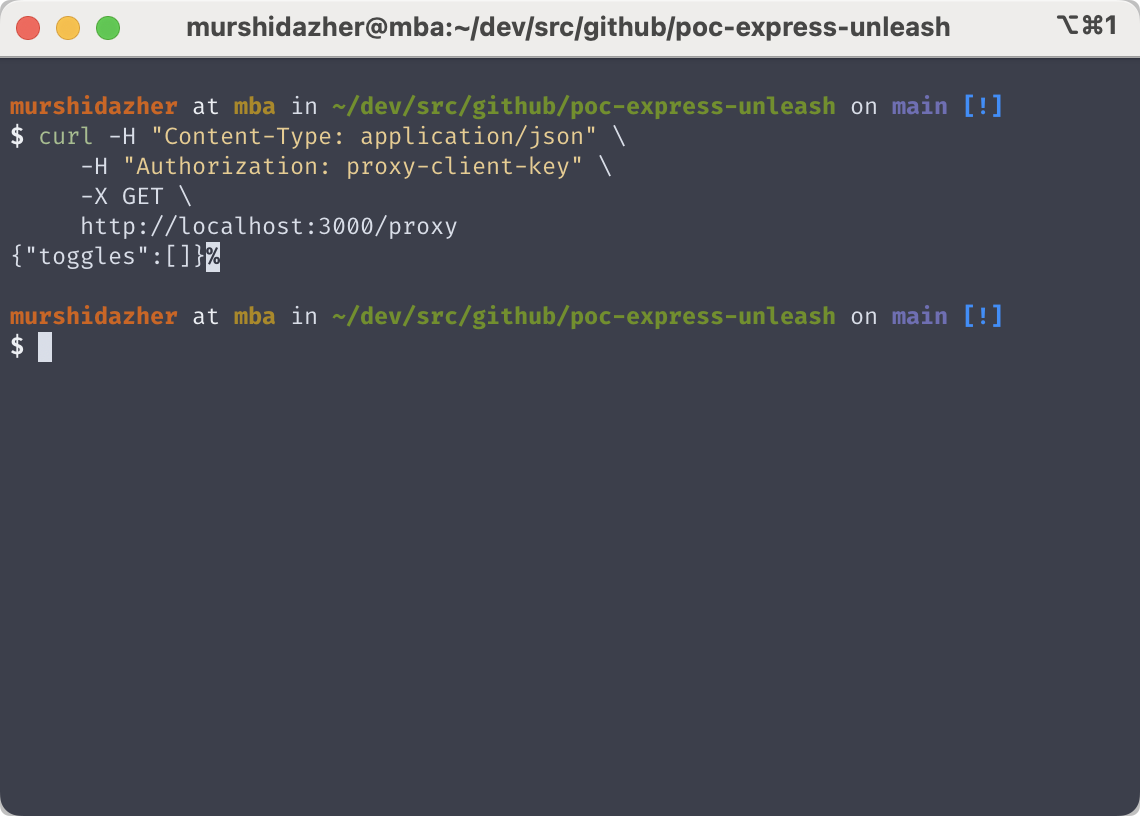 murshidazher@mba:~/dev/src/github/poc-express-unleash ⌥⌘1
murshidazher at mba in ~/dev/src/github/poc-express-unleash on main [!]
$ curl -H "Content-Type: application/json" \
-H "Authorization: proxy-client-key" \
-X GET \
http://localhost:3000/proxy
{"toggles":[]}%
murshidazher at mba in ~/dev/src/github/poc-express-unleash on main [!]
$